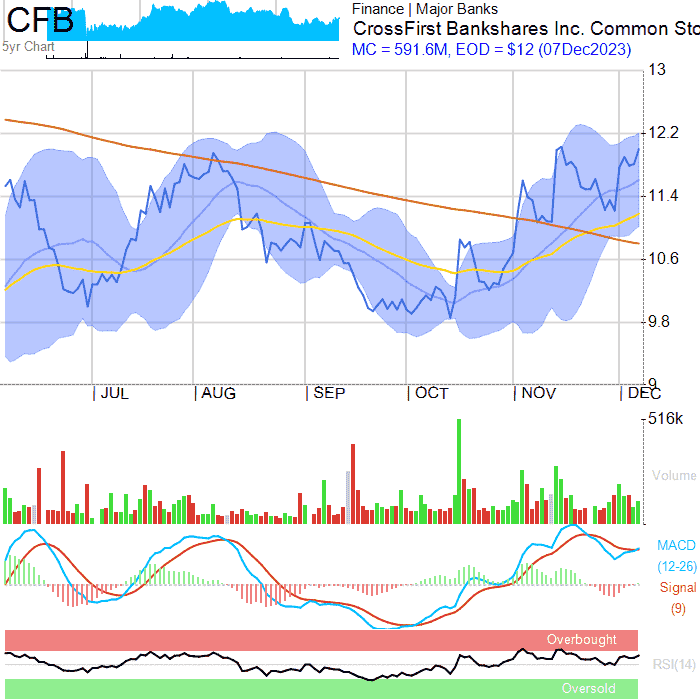 CFB
5yr Chart
Finance | Major Banks
CrossFirst Bankshares Inc. Common Sto
MC = 591.6M, EOD = $12 (07Dec2023)
13
12.2
11.4
10.6
9.8
9
JUL AUG SEP OCT NOV DEC
516k
Volume
MACD
(12-26)
Signal
(9)
Overbought
RSI(14)
Oversold